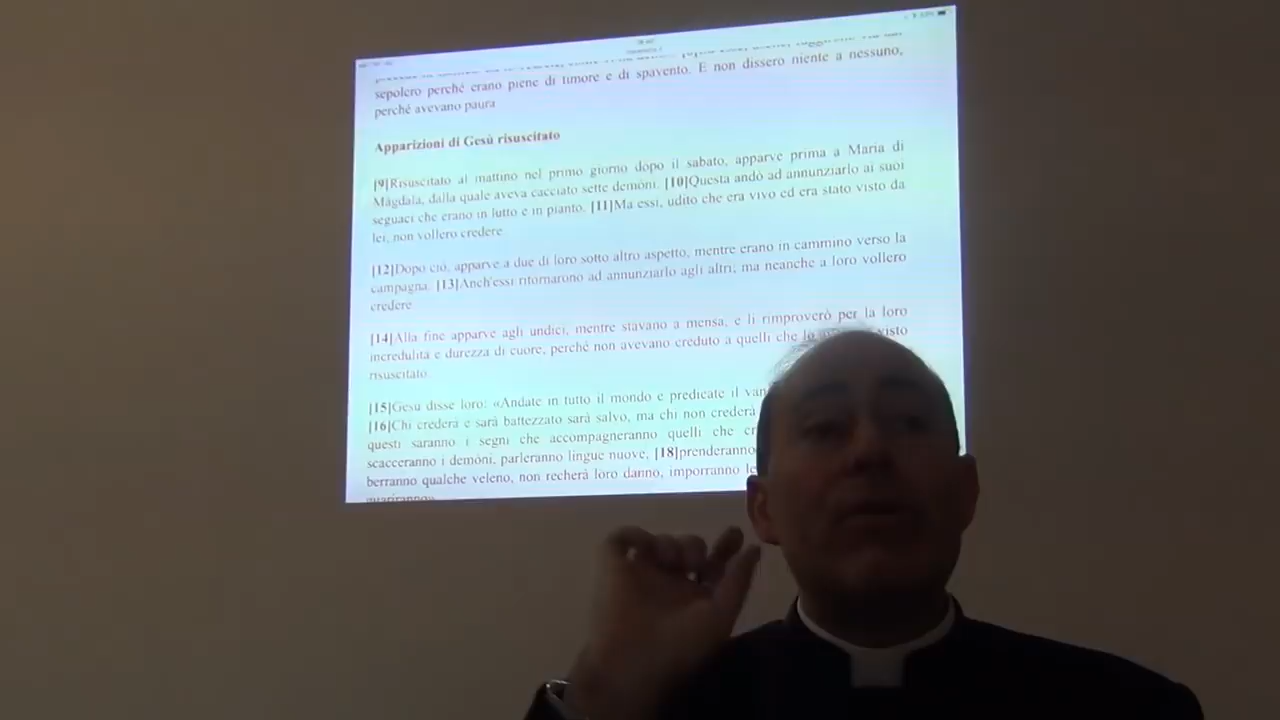 sepolcro perché erano piene di timore e di spavento. E non dissero niente a nessuno,
perché avevano paura
Apparizioni di Gesù risuscitato
[9]Risuscitato al mattino nel primo giorno dopo il sabato, apparve prima a Maria di
Màgdala, dalla quale aveva cacciato sette demòni. [10]Questa andò ad annunziarlo ai suoi
seguaci che erano in lutto e in pianto. [11]Ma essi, udito che era vivo ed era stato visto da
lei, non vollero credere
[12]Dopo ciò, apparve a due di loro sotto altro aspetto, mentre erano in cammino verso la
campagna. [13]Anch'essi ritornarono ad annunziarlo agli altri; ma neanche a loro vollero
credere
[14]Alla fine apparve agli undici, mentre stavano a mensa, e li rimproverò per la loro
incredulità e durezza di cuore, perché non avevano creduto a quelli che lo visto
risuscitato.
[15]Gesù disse loro: «Andate in tutto il mondo e predicate il van
[16]Chi crederà e sarà battezzato sarà salvo, ma chi non crederà
questi saranno i segni che accompagneranno quelli che cr
scacceranno i demòni, parleranno lingue nuove, [18]prenderanno
berranno qualche veleno, non recherà loro danno, imporranno le
guariranno»